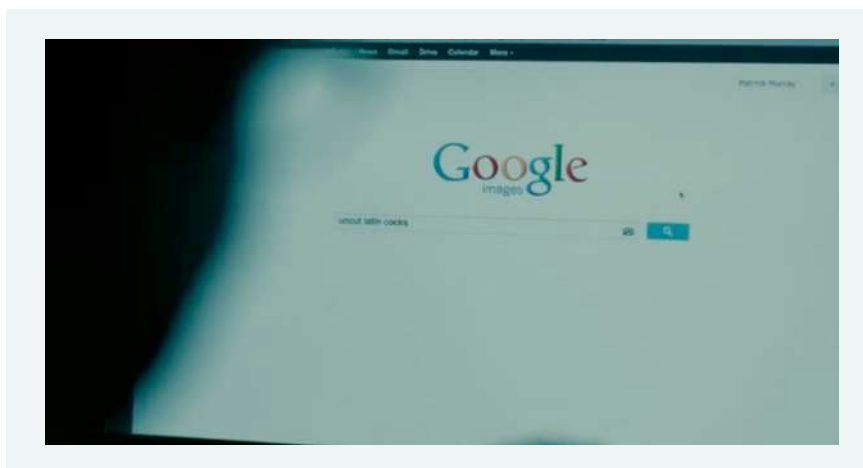 News Gmail Drive Calendar More
Patrick Murray
Google
images
uncut latin cocks